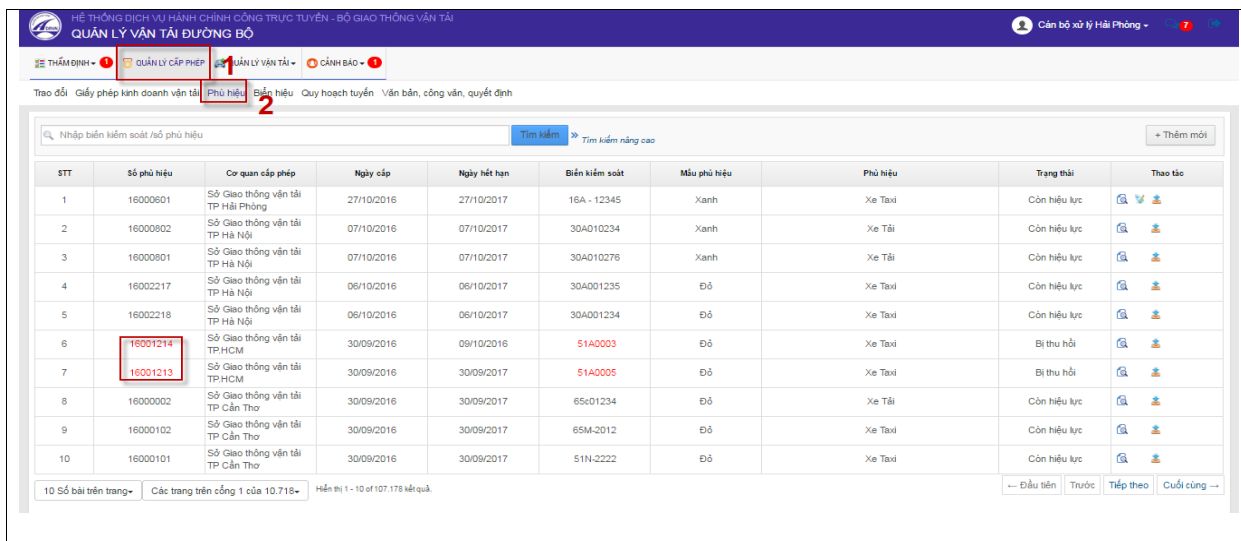 HỆ THỐNG DỊCH VỤ HÀNH CHÍNH CÔNG TRỰC TUYẾN - BỘ GIAO THÔNG VẬN TẢI
QUẢN LÝ VẬN TẢI ĐƯỜNG BỘ
Cán bộ xử lý Hải Phòng 7
THẨM ĐỊNH 1 QUẢN LÝ CẤP PHÉP 1 QUẢN LÝ VẬN TẢI CẢNH BÁO 1
Trao đổi Giấy phép kinh doanh vận tải Phù hiệu 2 Biển hiệu Quy hoạch tuyến Văn bản, công văn, quyết định
Nhập biển kiểm soát /số phù hiệu Tìm kiếm » Tìm kiếm nâng cao + Thêm mới
STT Số phù hiệu Cơ quan cấp phép Ngày cấp Ngày hết hạn Biển kiểm soát Mẫu phù hiệu Phù hiệu Trạng thái Thao tác
1 16000601 Sở Giao thông vận tải TP Hải Phòng 27/10/2016 27/10/2017 16A - 12345 Xanh Xe Taxi Còn hiệu lực
2 16000802 Sở Giao thông vận tải TP Hà Nội 07/10/2016 07/10/2017 30A010234 Xanh Xe Tải Còn hiệu lực
3 16000801 Sở Giao thông vận tải TP Hà Nội 07/10/2016 07/10/2017 30A010276 Xanh Xe Tải Còn hiệu lực
4 16002217 Sở Giao thông vận tải TP Hà Nội 06/10/2016 06/10/2017 30A001235 Đỏ Xe Taxi Còn hiệu lực
5 16002218 Sở Giao thông vận tải TP Hà Nội 06/10/2016 06/10/2017 30A001234 Đỏ Xe Taxi Còn hiệu lực
6 16001214 Sở Giao thông vận tải TP.HCM 30/09/2016 09/10/2016 51A0003 Đỏ Xe Taxi Bị thu hồi
7 16001213 Sở Giao thông vận tải TP.HCM 30/09/2016 30/09/2017 51A0005 Đỏ Xe Taxi Bị thu hồi
8 16000002 Sở Giao thông vận tải TP Cần Thơ 30/09/2016 30/09/2017 65c01234 Đỏ Xe Tải Còn hiệu lực
9 16000102 Sở Giao thông vận tải TP Cần Thơ 30/09/2016 30/09/2017 65M-2012 Đỏ Xe Taxi Còn hiệu lực
10 16000101 Sở Giao thông vận tải TP Cần Thơ 30/09/2016 30/09/2017 51N-2222 Đỏ Xe Taxi Còn hiệu lực
10 Số bài trên trang Các trang trên cổng 1 của 10.718 Hiển thị 1 - 10 of 107.178 kết quả. ← Đầu tiên Trước Tiếp theo Cuối cùng →